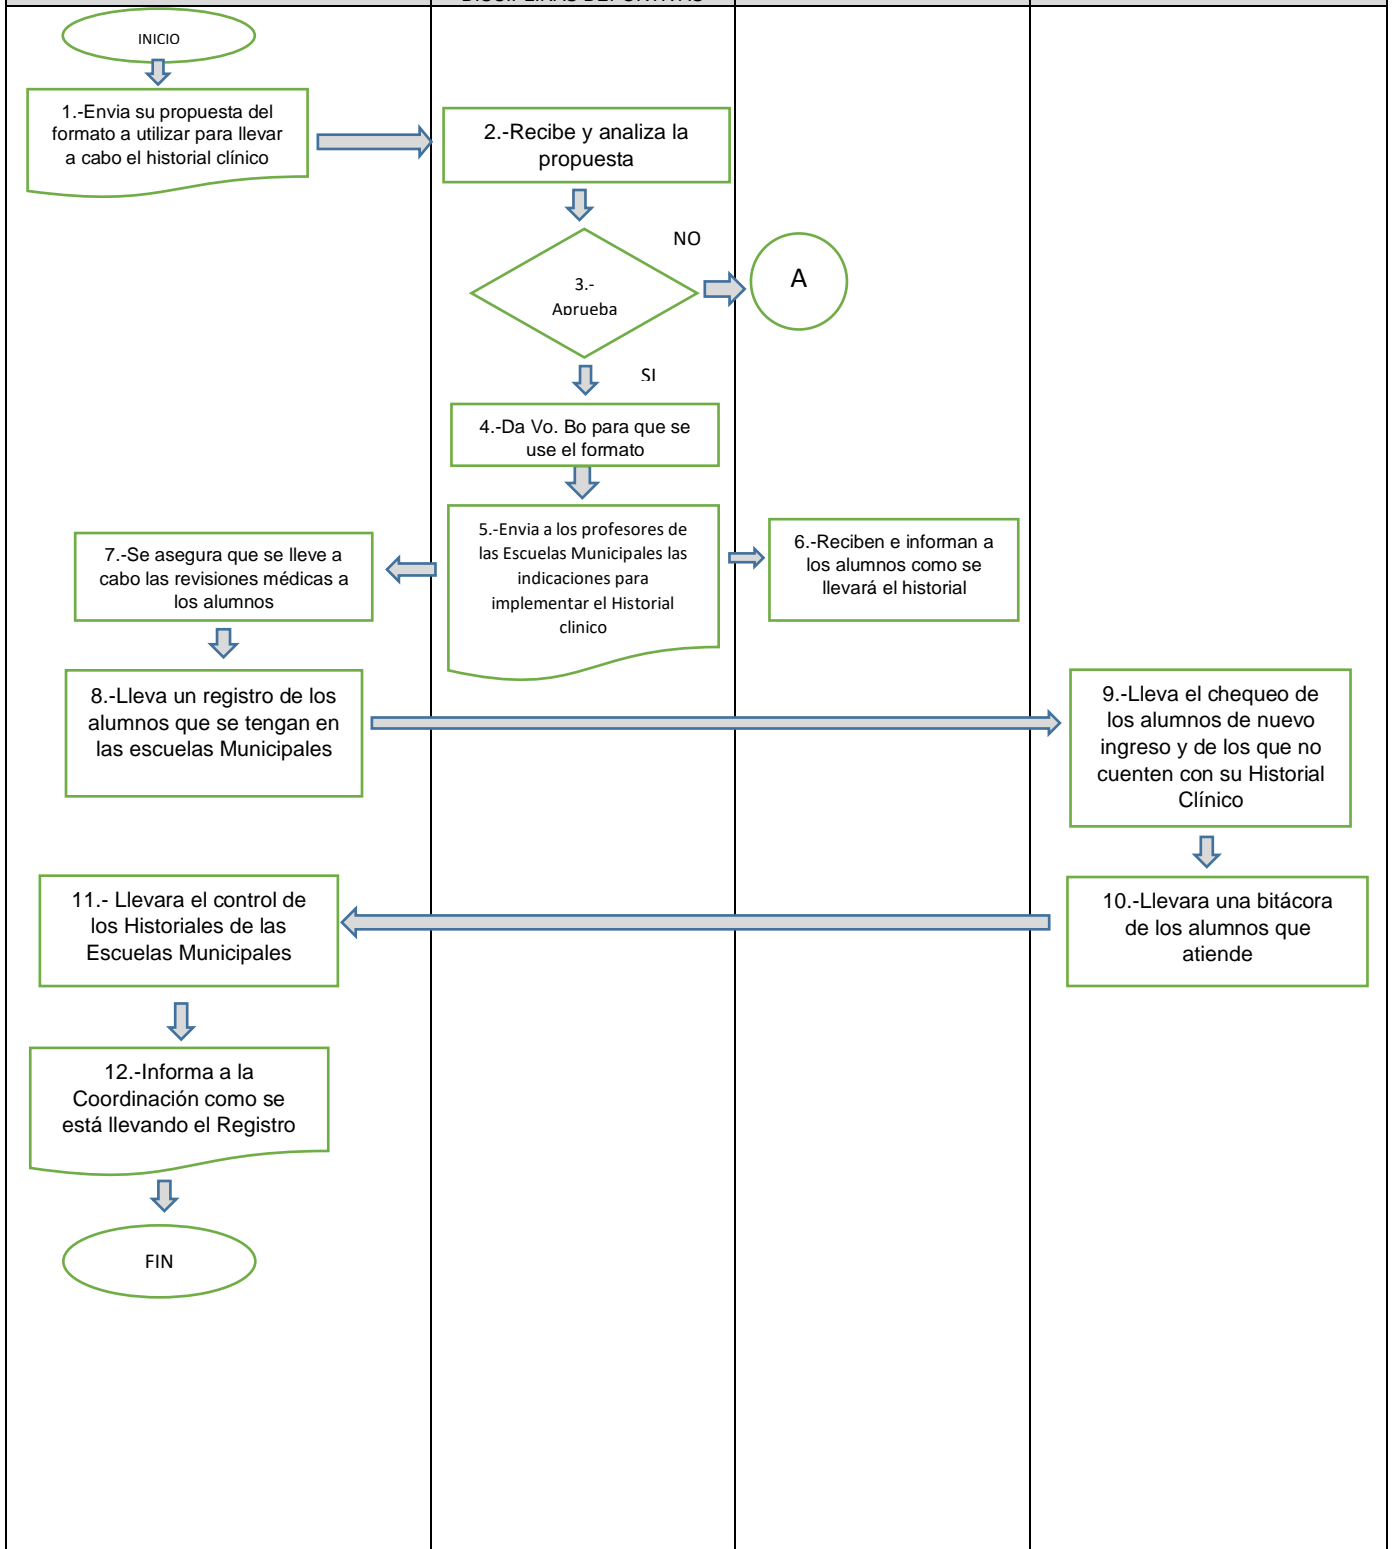 DISCIPLINAS DEPORTIVAS
INICIO
1.-Envia su propuesta del
formato a utilizar para llevar
a cabo el historial clínico
2.-Recibe y analiza la
propuesta
NO
A
3.-
Aprueba
SI
4.-Da Vo. Bo para que se
use el formato
5.-Envia a los profesores de
las Escuelas Municipales las
indicaciones para
implementar el Historial
clinico
6.-Reciben e informan a
los alumnos como se
llevará el historial
7.-Se asegura que se lleve a
cabo las revisiones médicas a
los alumnos
8.-Lleva un registro de los
alumnos que se tengan en
las escuelas Municipales
9.-Lleva el chequeo de
los alumnos de nuevo
ingreso y de los que no
cuenten con su Historial
Clínico
10.-Llevara una bitácora
de los alumnos que
atiende
11.- Llevara el control de
los Historiales de las
Escuelas Municipales
12.-Informa a la
Coordinación como se
está llevando el Registro
FIN